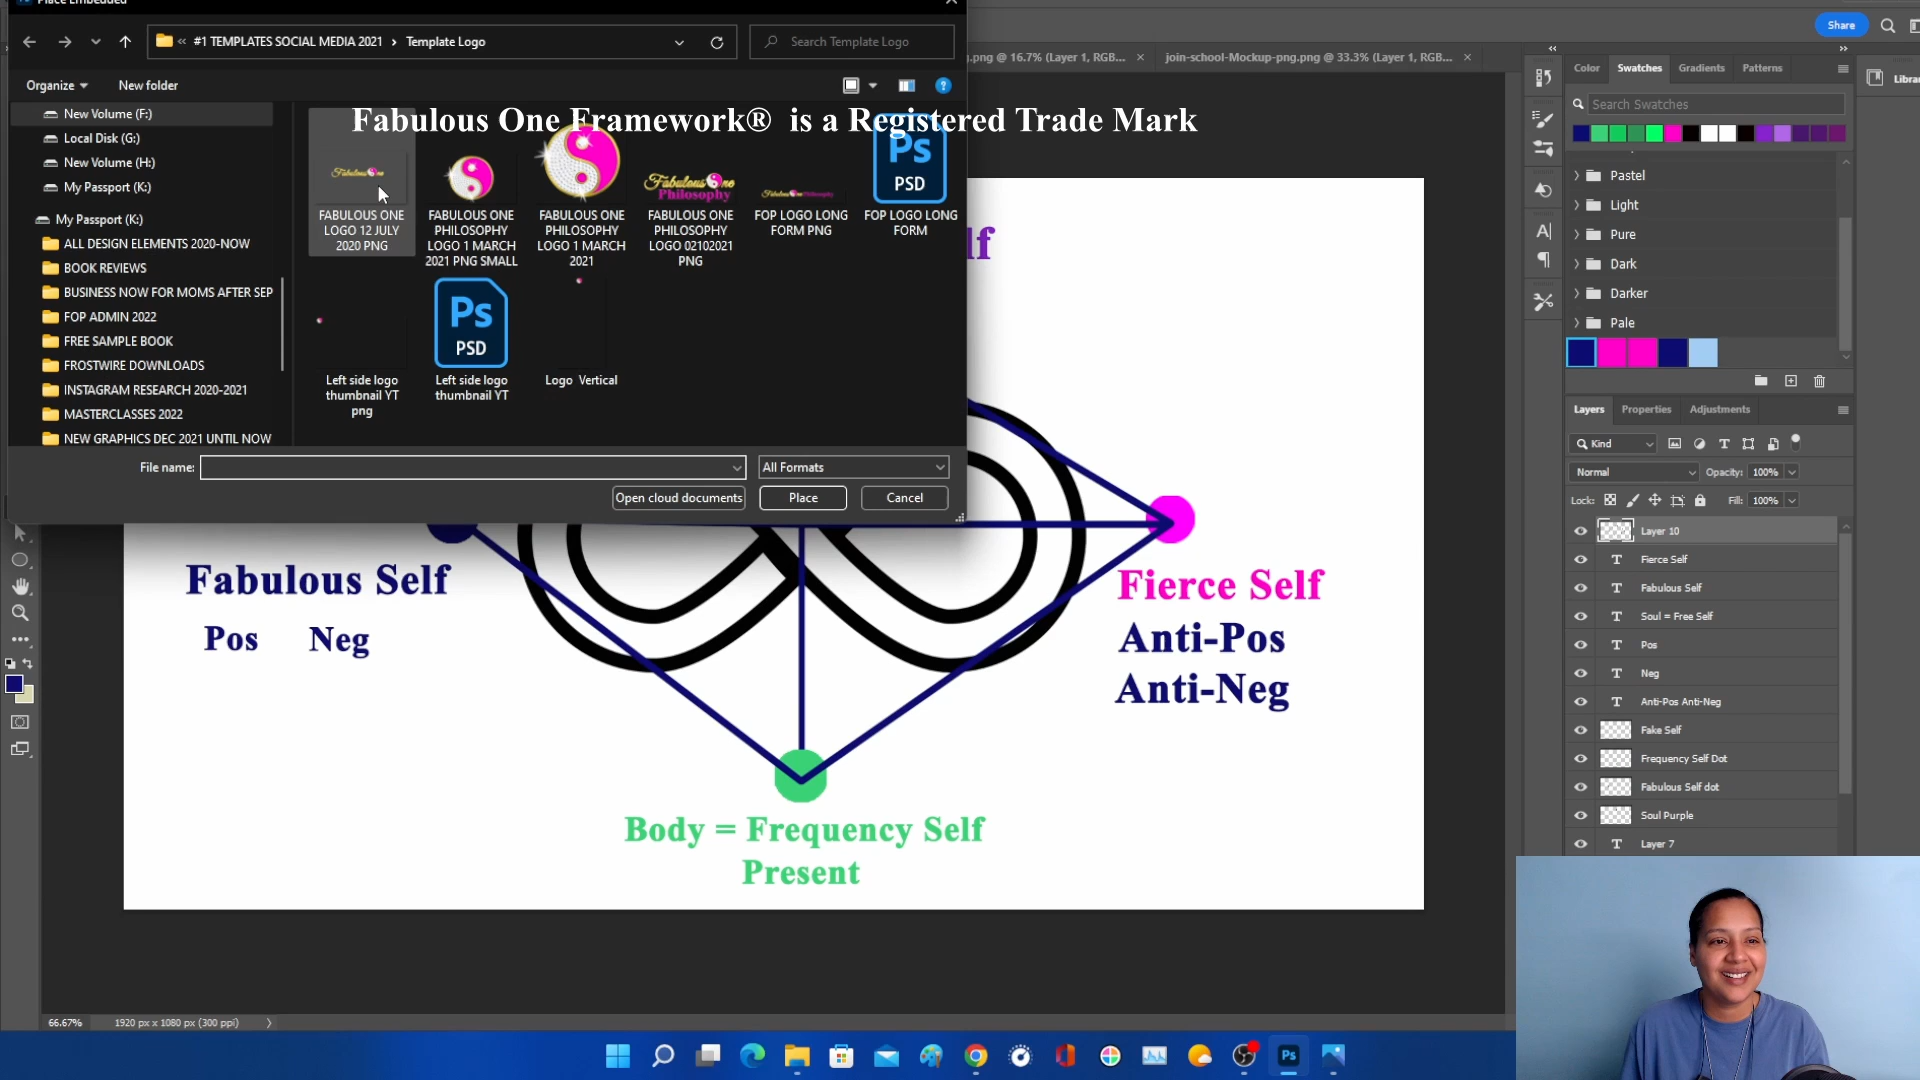 Place Embedded
Share
#1 TEMPLATES SOCIAL MEDIA 2021
Template Logo
Search Template Logo
.png @ 16.7% (Layer 1, RGB...
join-school-Mockup-png.png @ 33.3% (Layer 1, RGB...
Organize
New folder
Fabulous One Framework® is a Registered Trade Mark
New Volume (F:)
Local Disk (G:)
New Volume (H:)
My Passport (K:)
My Passport (K:)
ALL DESIGN ELEMENTS 2020-NOW
BOOK REVIEWS
BUSINESS NOW FOR MOMS AFTER SEP
FOP ADMIN 2022
FREE SAMPLE BOOK
FROSTWIRE DOWNLOADS
INSTAGRAM RESEARCH 2020-2021
MASTERCLASSES 2022
NEW GRAPHICS DEC 2021 UNTIL NOW
Fabulous One
FABULOUS ONE
LOGO 12 JULY
2020 PNG
FABULOUS ONE
PHILOSOPHY
LOGO 1 MARCH
2021 PNG SMALL
FABULOUS ONE
PHILOSOPHY
LOGO 1 MARCH
2021
Fabulous One
Philosophy
FABULOUS ONE
PHILOSOPHY
LOGO 02102021
PNG
FOP LOGO LONG
FORM PNG
Ps
PSD
FOP LOGO LONG
FORM
Left side logo
thumbnail YT
png
Ps
PSD
Left side logo
thumbnail YT
Logo Vertical
File name:
All Formats
Open cloud documents
Place
Cancel
lf
Fabulous Self
Pos Neg
Fierce Self
Anti-Pos
Anti-Neg
Body = Frequency Self
Present
Color
Swatches
Gradients
Patterns
Librar
Search Swatches
Pastel
Light
Pure
Dark
Darker
Pale
Layers
Properties
Adjustments
Kind
Normal
Opacity: 100%
Lock:
Fill: 100%
Layer 10
Fierce Self
Fabulous Self
Soul = Free Self
Pos
Neg
Anti-Pos Anti-Neg
Fake Self
Frequency Self Dot
Fabulous Self dot
Soul Purple
Layer 7
66.67%
1920 px x 1080 px (300 ppi)
Ps